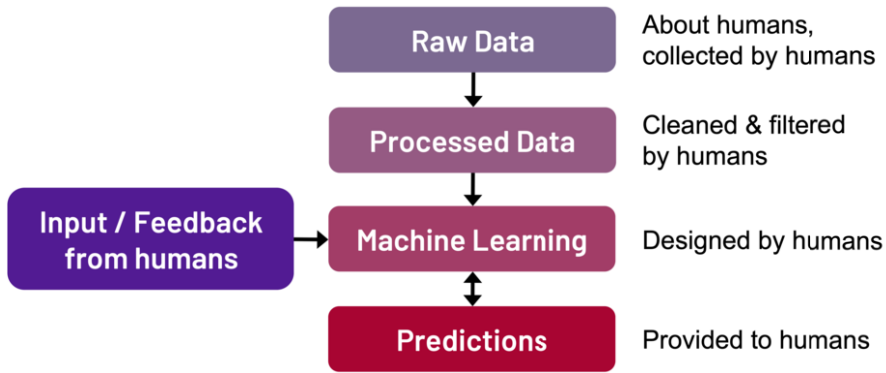 Raw Data
About humans,
collected by humans
Processed Data
Cleaned & filtered
by humans
Input / Feedback
from humans
Machine Learning
Designed by humans
Predictions
Provided to humans